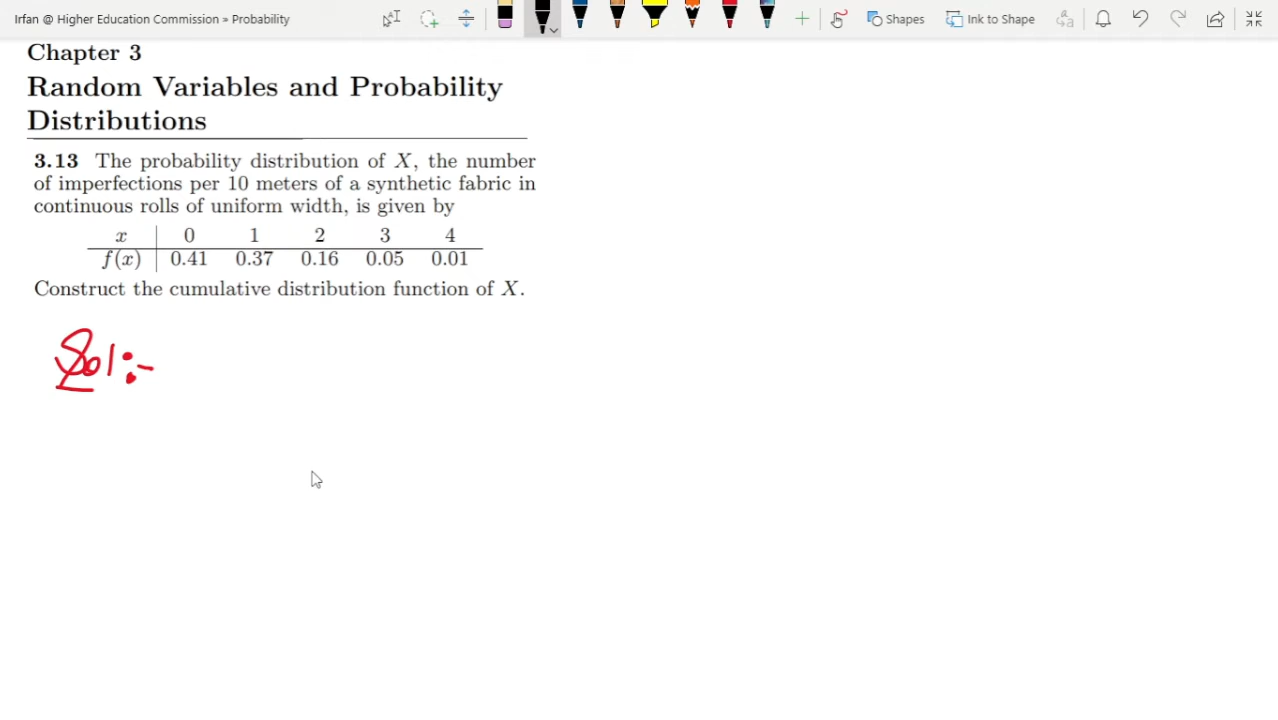 Irfan @ Higher Education Commission » Probability
Shapes
Ink to Shape
Chapter 3
Random Variables and Probability
Distributions
3.13 The probability distribution of X, the number
of imperfections per 10 meters of a synthetic fabric in
continuous rolls of uniform width, is given by
x 0 1 2 3 4
f(x) 0.41 0.37 0.16 0.05 0.01
Construct the cumulative distribution function of X.
Sol:-